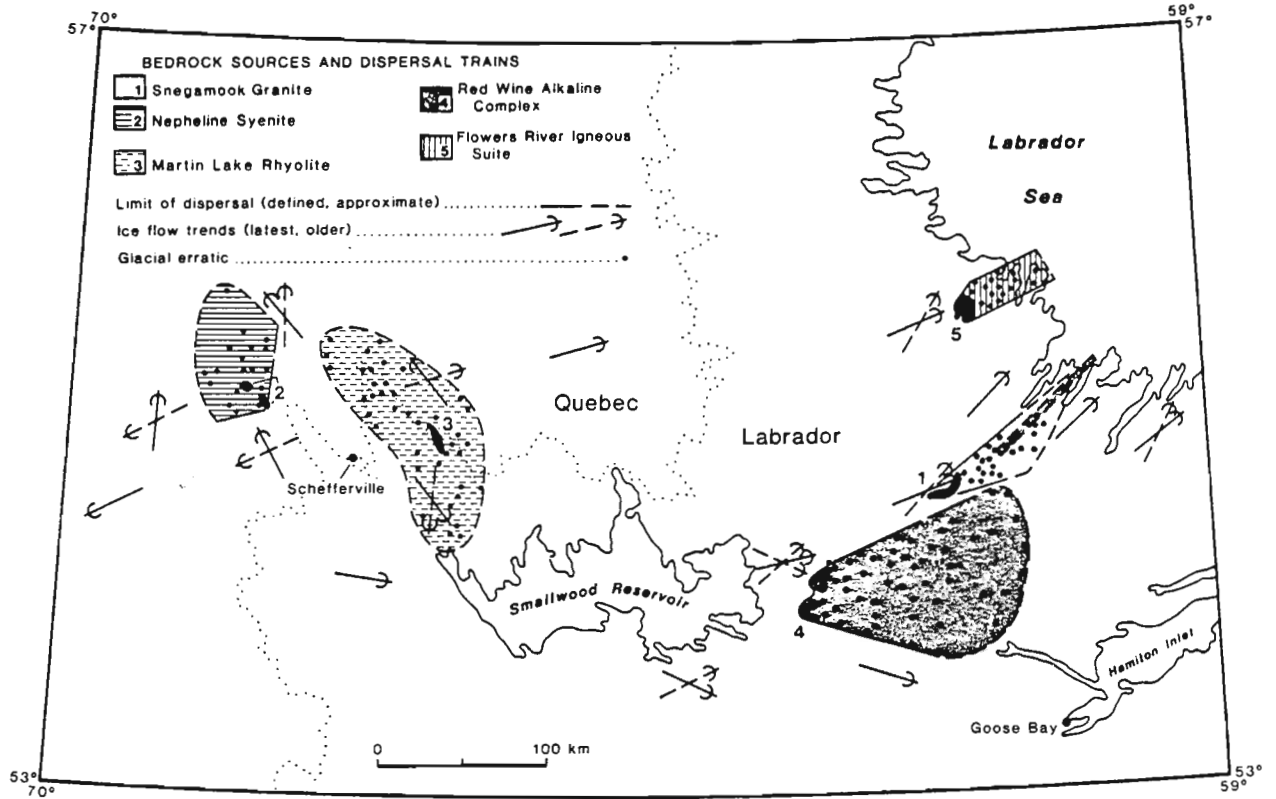 70°
57°
59°
57°
BEDROCK SOURCES AND DISPERSAL TRAINS
1 Snegamook Granite
2 Nepheline Syenite
3 Martin Lake Rhyolite
4 Red Wine Alkaline
Complex
5 Flowers River Igneous
Suite
Limit of dispersal (defined, approximate)
Ice flow trends (latest, older)
Glacial erratic
Labrador
Sea
5
2
Quebec
3
Labrador
1
Schefferville
Smallwood Reservoir
4
Hamilton Inlet
Goose Bay
0 100 km
53°
70°
53°
59°